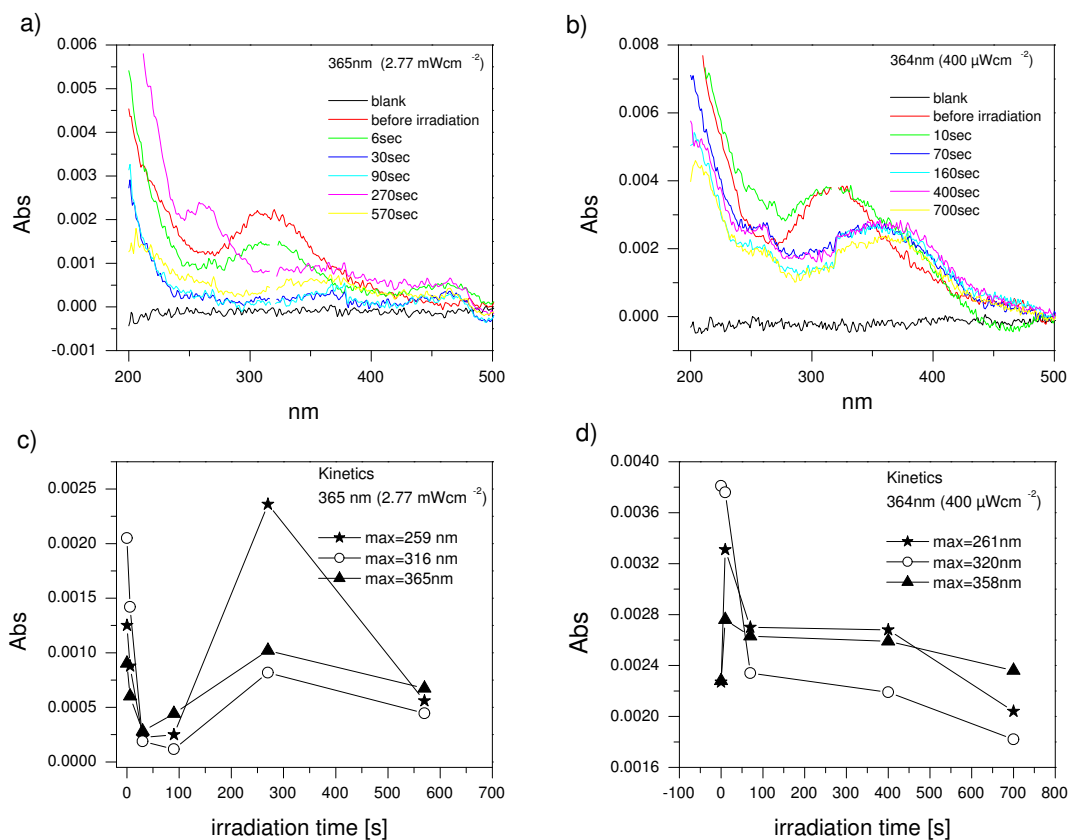 a)
365nm (2.77 mWcm -2)
blank
before irradiation
6sec
30sec
90sec
270sec
570sec
0.006
0.005
0.004
0.003
0.002
0.001
0.000
-0.001
Abs
200 300 400 500
nm
b)
364nm (400 µWcm -2)
blank
before irradiation
10sec
70sec
160sec
400sec
700sec
0.008
0.006
0.004
0.002
0.000
Abs
200 300 400 500
nm
c)
Kinetics
365 nm (2.77 mWcm -2)
max=259 nm
max=316 nm
max=365nm
0.0025
0.0020
0.0015
0.0010
0.0005
0.0000
Abs
0 100 200 300 400 500 600 700
irradiation time [s]
d)
Kinetics
364nm (400 µWcm -2)
max=261nm
max=320nm
max=358nm
0.0040
0.0036
0.0032
0.0028
0.0024
0.0020
0.0016
Abs
-100 0 100 200 300 400 500 600 700 800
irradiation time [s]